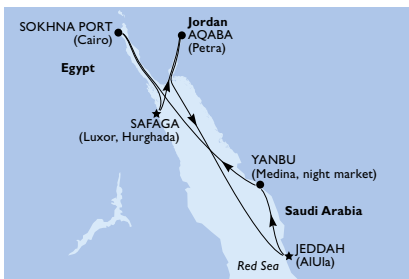 SOKHNA PORT
(Cairo)
Jordan
AQABA
(Petra)
Egypt
SAFAGA
(Luxor, Hurghada)
YANBU
(Medina, night market)
Saudi Arabia
JEDDAH
(AlUla)
Red Sea